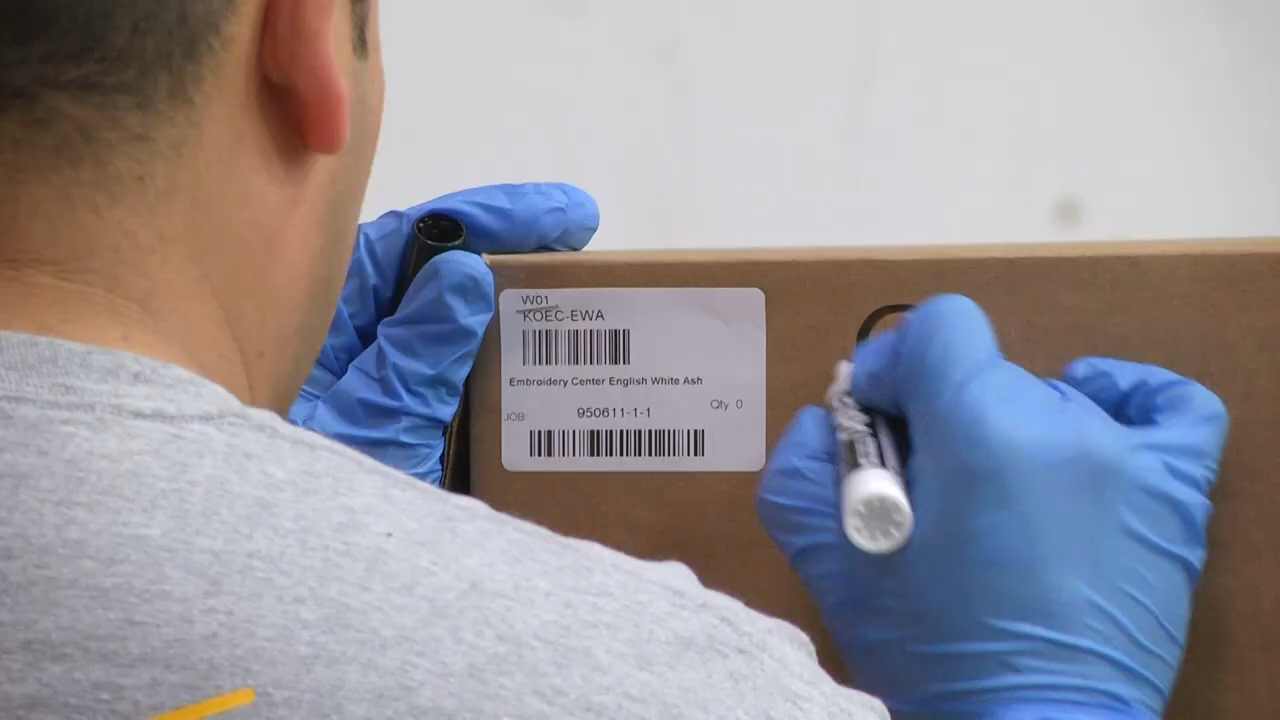 W01
KOEC-EWA
Embroidery Center English White Ash
JOB: 950611-1-1 Qty 0